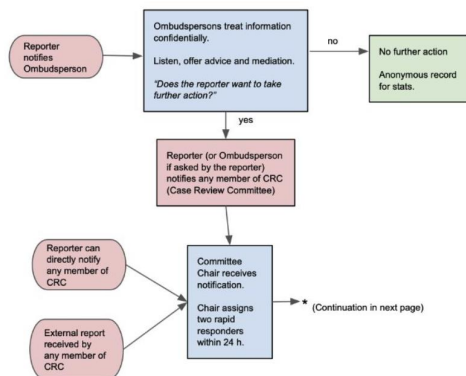 Reporter
notifies
Ombudsperson
Ombudspersons treat information
confidentially.
Listen, offer advice and mediation.
"Does the reporter want to take
further action?"
no
No further action
Anonymous record
for stats.
yes
Reporter (or Ombudsperson
if asked by the reporter)
notifies any member of CRC
(Case Review Committee)
Reporter can
directly notify
any member of
CRC
External report
received by
any member of
CRC
Committee
Chair receives
notification.
Chair assigns
two rapid
responders
within 24 h.
* (Continuation in next page)